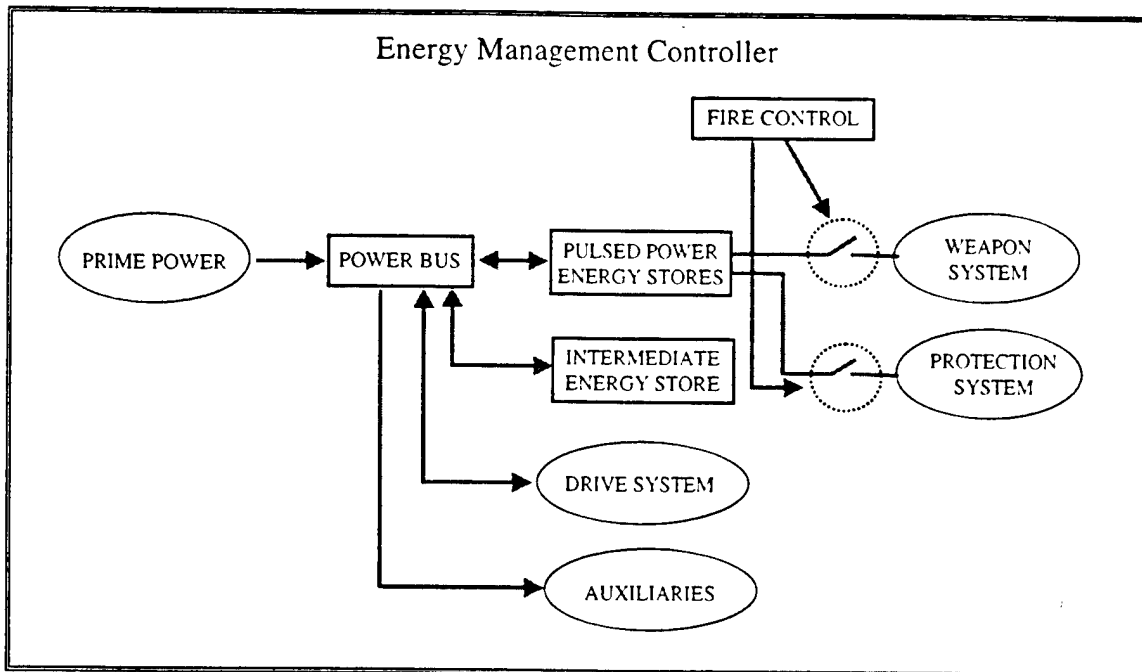 Energy Management Controller
FIRE CONTROL
PRIME POWER
POWER BUS
PULSED POWER
ENERGY STORES
WEAPON
SYSTEM
INTERMEDIATE
ENERGY STORE
PROTECTION
SYSTEM
DRIVE SYSTEM
AUXILIARIES